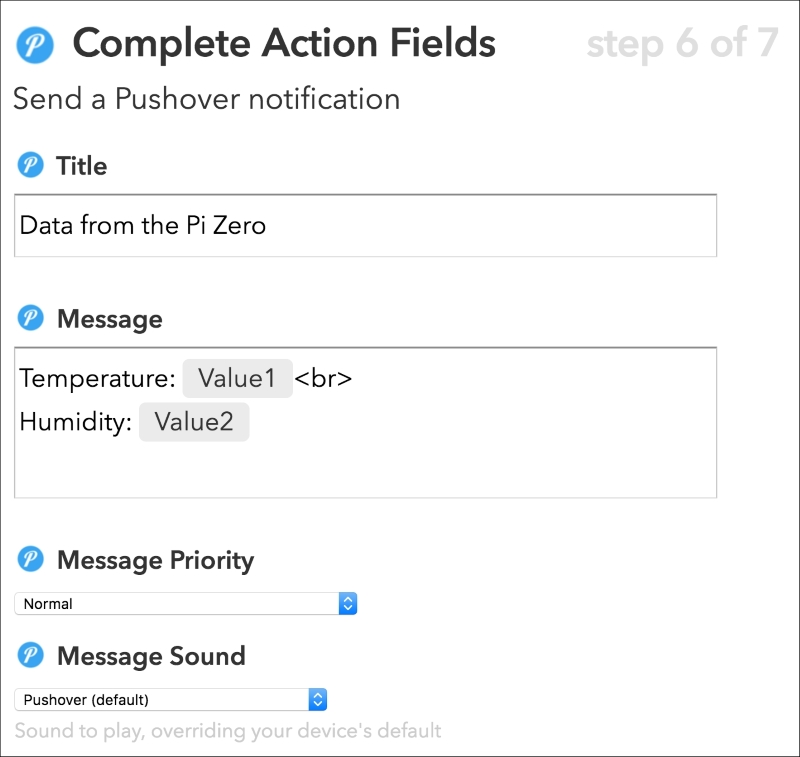 Complete Action Fields
step 6 of 7
Send a Pushover notification
Title
Data from the Pi Zero
Message
Temperature: Value1 <br>
Humidity: Value2
Message Priority
Normal
Message Sound
Pushover (default)
Sound to play, overriding your device's default